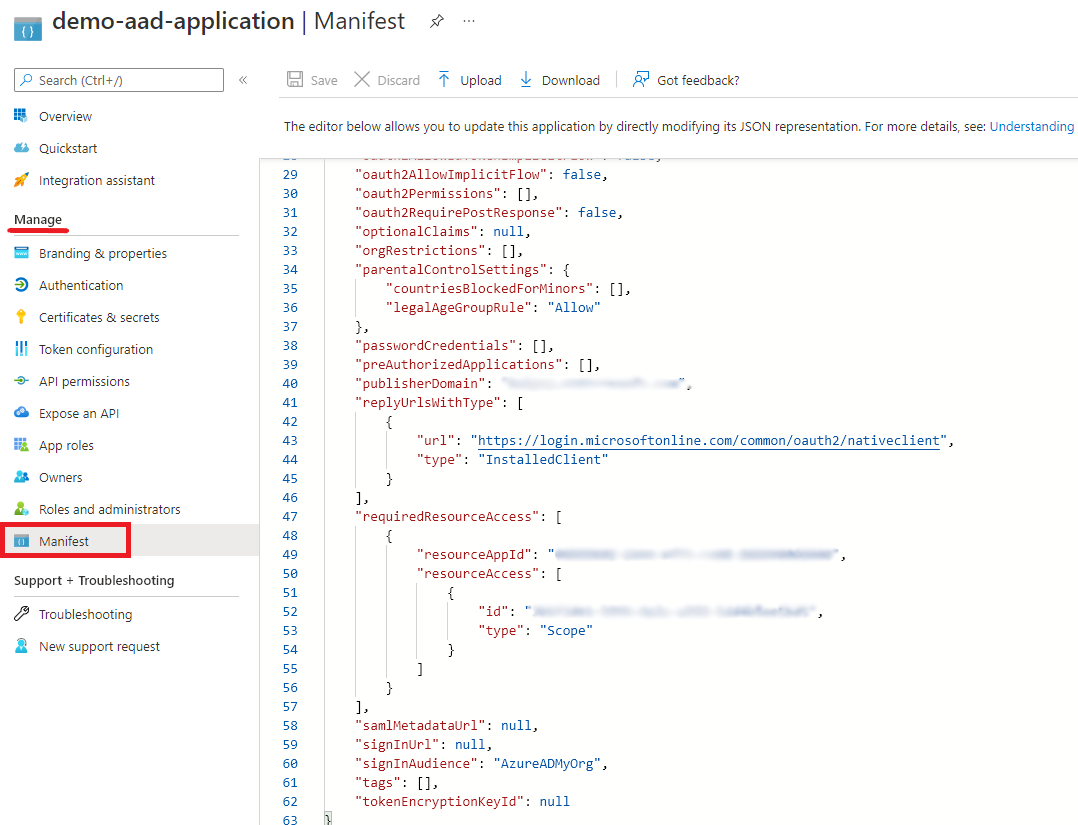 demo-aad-application | Manifest
Search (Ctrl+/)
Overview
Quickstart
Integration assistant
Manage
Branding & properties
Authentication
Certificates & secrets
Token configuration
API permissions
Expose an API
App roles
Owners
Roles and administrators
Manifest
Support + Troubleshooting
Troubleshooting
New support request
Save Discard Upload Download Got feedback?
The editor below allows you to update this application by directly modifying its JSON representation. For more details, see: Understanding
29 "oauth2AllowImplicitFlow": false,
30 "oauth2Permissions": [],
31 "oauth2RequirePostResponse": false,
32 "optionalClaims": null,
33 "orgRestrictions": [],
34 "parentalControlSettings": {
35 "countriesBlockedForMinors": [],
36 "legalAgeGroupRule": "Allow"
37 },
38 "passwordCredentials": [],
39 "preAuthorizedApplications": [],
40 "publisherDomain": " ",
41 "replyUrlsWithType": [
42 {
43 "url": "https://login.microsoftonline.com/common/oauth2/nativeclient",
44 "type": "InstalledClient"
45 }
46 ],
47 "requiredResourceAccess": [
48 {
49 "resourceAppId": " ",
50 "resourceAccess": [
51 {
52 "id": " ",
53 "type": "Scope"
54 }
55 ]
56 }
57 ],
58 "samlMetadataUrl": null,
59 "signInUrl": null,
60 "signInAudience": "AzureADMyOrg",
61 "tags": [],
62 "tokenEncryptionKeyId": null
63 }